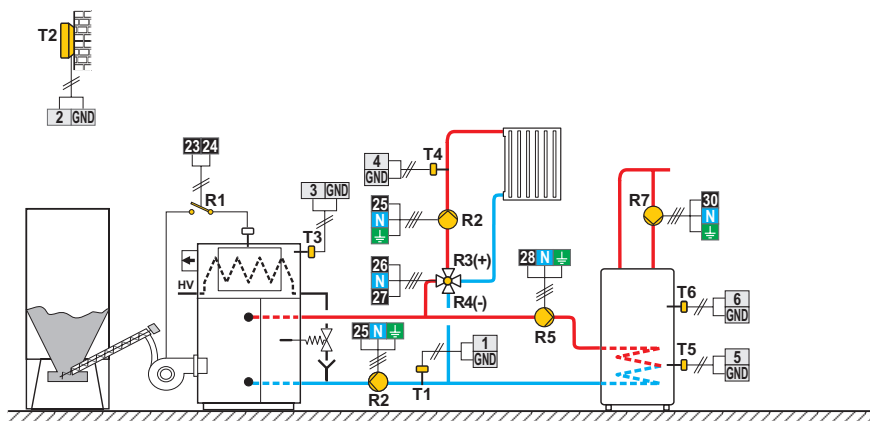 T2
2 GND
23 24
R1
3 GND
T3
HV
4
GND
T4
25
N
R2
26
N
27
R3(+)
R4(-)
28 N
R5
25 N
R2
1
GND
T1
R7
30
N
T6
6
GND
T5
5
GND